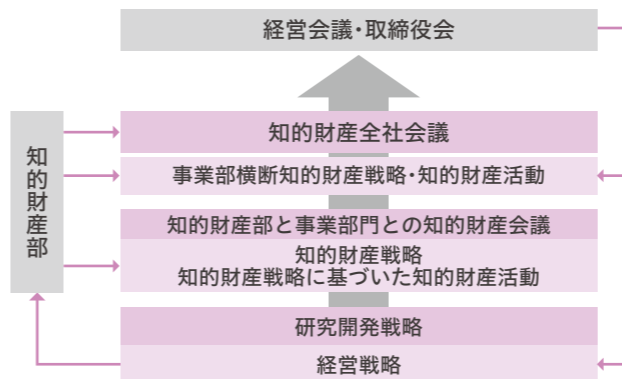 経営会議・取締役会
知的財産部
知的財産全社会議
事業部横断知的財産戦略・知的財産活動
知的財産部と事業部門との知的財産会議
知的財産戦略
知的財産戦略に基づいた知的財産活動
研究開発戦略
経営戦略